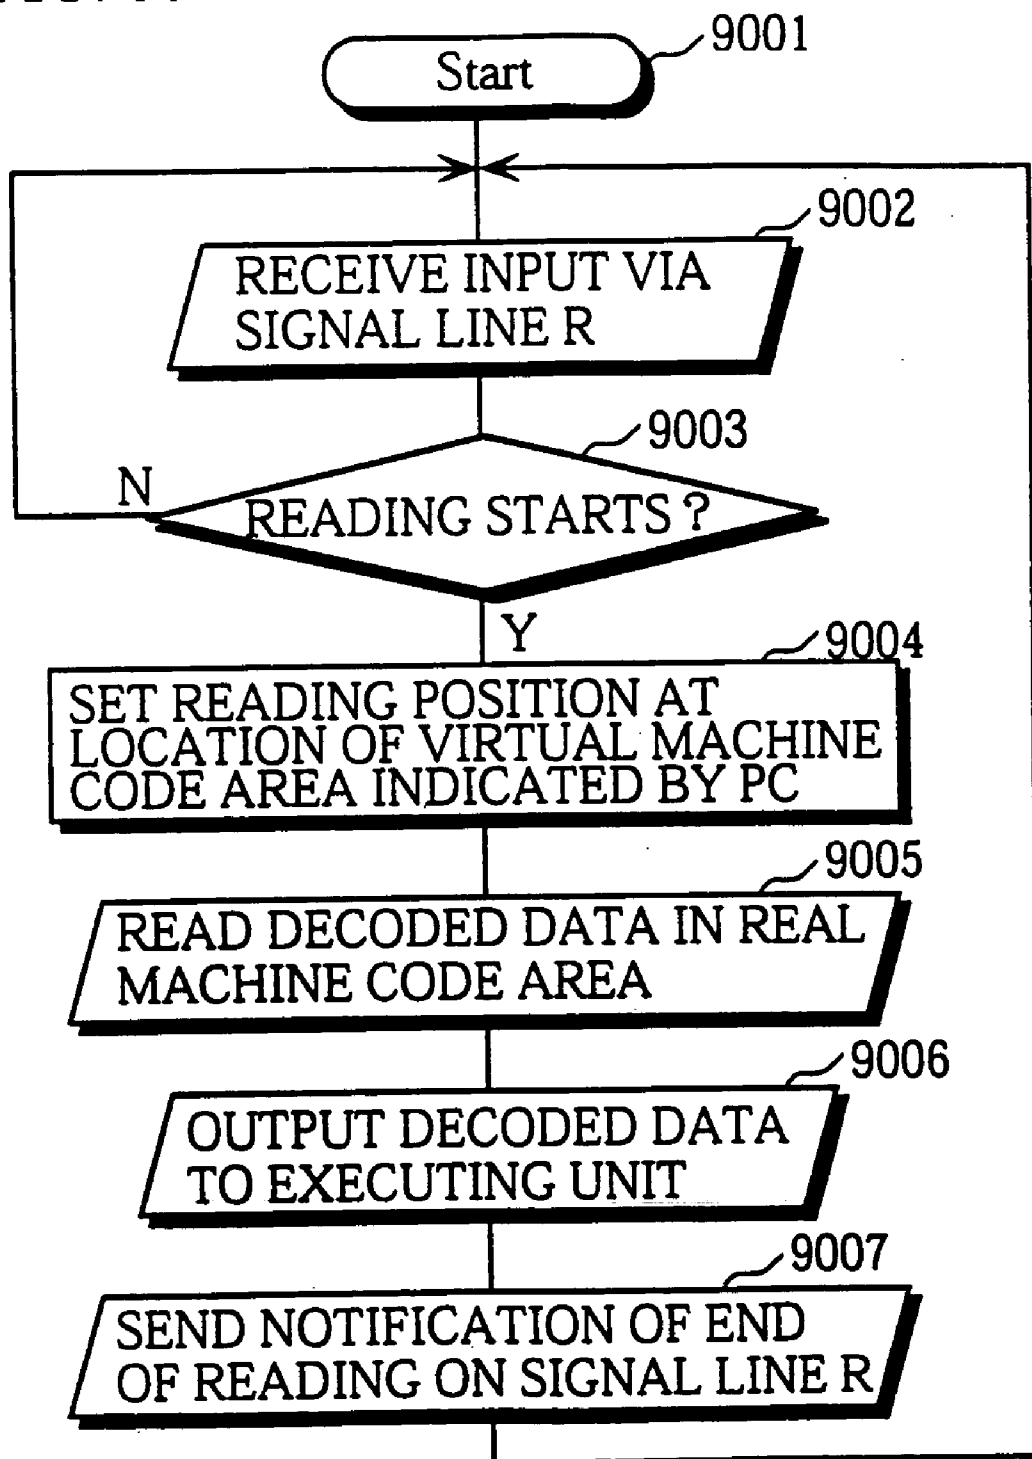 9001
Start
9002
RECEIVE INPUT VIA
SIGNAL LINE R
9003
N
READING STARTS ?
Y
9004
SET READING POSITION AT
LOCATION OF VIRTUAL MACHINE
CODE AREA INDICATED BY PC
9005
READ DECODED DATA IN REAL
MACHINE CODE AREA
9006
OUTPUT DECODED DATA
TO EXECUTING UNIT
9007
SEND NOTIFICATION OF END
OF READING ON SIGNAL LINE R